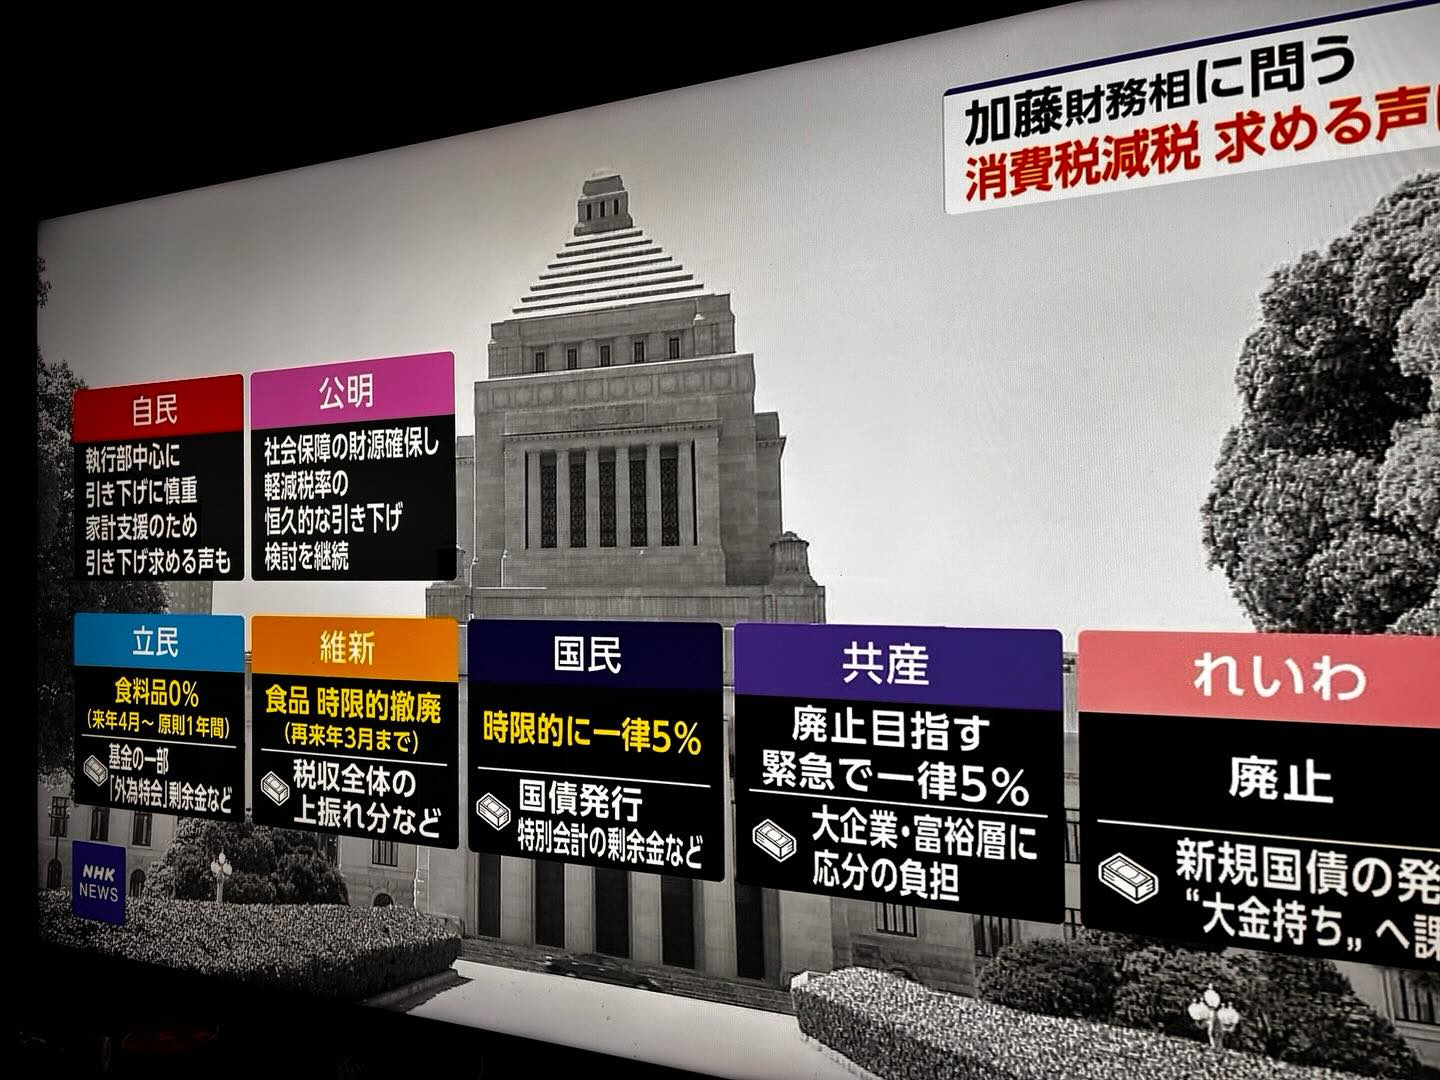 加藤財務相に問う
消費税減税 求める声
自民
執行部中心に
引き下げに慎重
家計支援のため
引き下げ求める声も
公明
社会保障の財源確保し
軽減税率の
恒久的な引き下げ
検討を継続
立民
食料品0%
(来年4月～原則1年間)
基金の一部
「外為特会」剰余金など
維新
食品 時限的撤廃
(再来年3月まで)
税収全体の
上振れ分など
国民
時限的に一律5%
国債発行
特別会計の剰余金など
共産
廃止目指す
緊急で一律5%
大企業・富裕層に
応分の負担
れいわ
廃止
新規国債の発
“大金持ち„へ課
NHK
NEWS